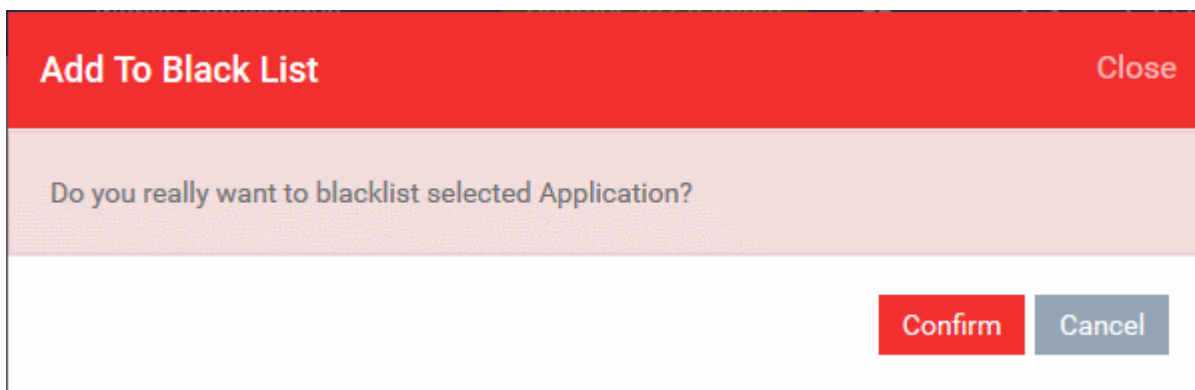 Add To Black List
Close
Do you really want to blacklist selected Application?
Confirm
Cancel